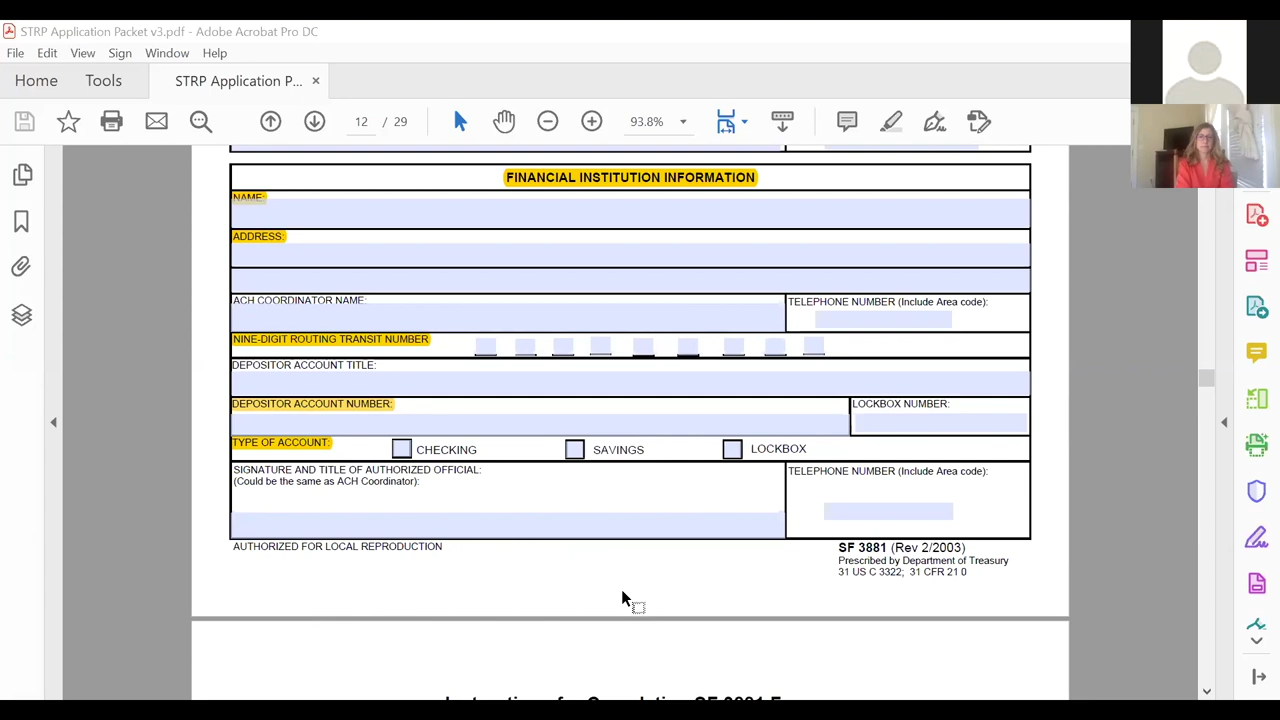 STRP Application Packet v3.pdf - Adobe Acrobat Pro DC
File Edit View Sign Window Help
Home Tools STRP Application P... ×
12 / 29 93.8%
FINANCIAL INSTITUTION INFORMATION
NAME:
ADDRESS:
ACH COORDINATOR NAME: TELEPHONE NUMBER (Include Area code):
NINE-DIGIT ROUTING TRANSIT NUMBER
DEPOSITOR ACCOUNT TITLE:
DEPOSITOR ACCOUNT NUMBER: LOCKBOX NUMBER:
TYPE OF ACCOUNT: CHECKING SAVINGS LOCKBOX
SIGNATURE AND TITLE OF AUTHORIZED OFFICIAL: TELEPHONE NUMBER (Include Area code):
(Could be the same as ACH Coordinator):
AUTHORIZED FOR LOCAL REPRODUCTION SF 3881 (Rev 2/2003)
Prescribed by Department of Treasury
31 US C 3322; 31 CFR 21 0